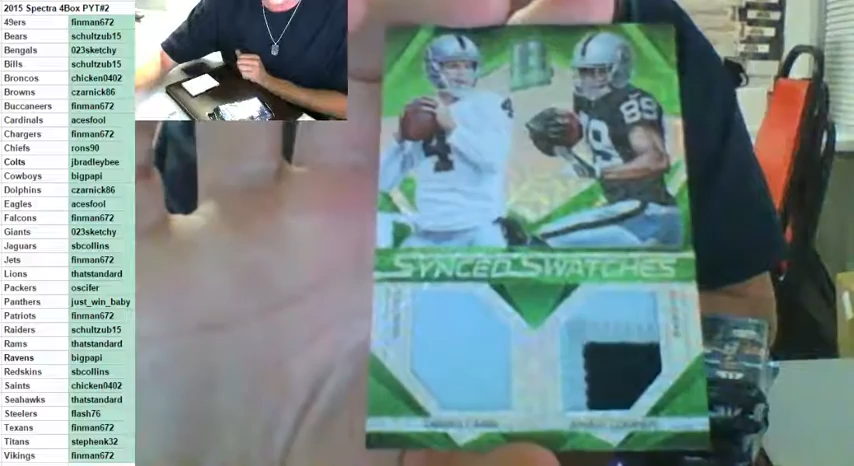 2015 Spectra 4Box PYT#2
49ers finman672
Bears schultzub15
Bengals 023sketchy
Bills schultzub15
Broncos chicken0402
Browns czarnick86
Buccaneers finman672
Cardinals acesfool
Chargers finman672
Chiefs rons90
Colts jbradleybee
Cowboys bigpapi
Dolphins czarnick86
Eagles acesfool
Falcons finman672
Giants 023sketchy
Jaguars sbcollins
Jets finman672
Lions thatstandard
Packers oscifer
Panthers just_win_baby
Patriots finman672
Raiders schultzub15
Rams thatstandard
Ravens bigpapi
Redskins sbcollins
Saints chicken0402
Seahawks thatstandard
Steelers flash76
Texans finman672
Titans stephenk32
Vikings finman672
4
4
89
89
SYNCED SWATCHES